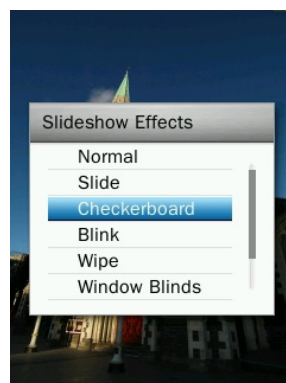 Slideshow Effects
Normal
Slide
Checkerboard
Blink
Wipe
Window Blinds